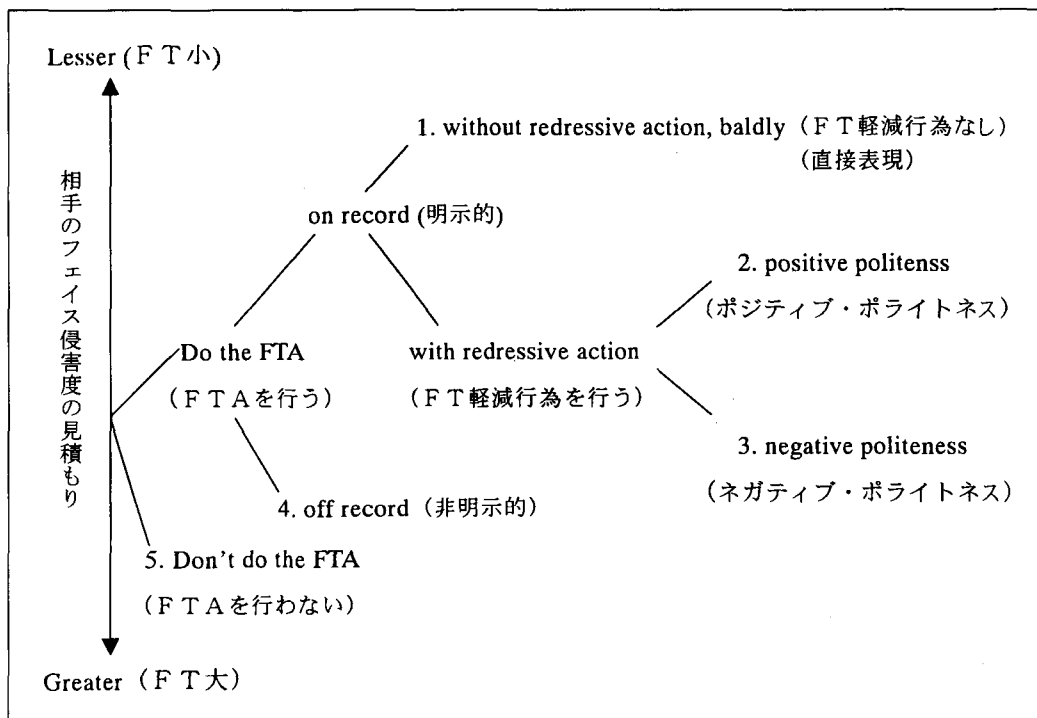 Lesser (ＦＴ小)
1. without redressive action, baldly（ＦＴ軽減行為なし）
（直接表現）
相手のフェイス侵害度の見積もり
on record (明示的)
2. positive politenss
（ポジティブ・ポライトネス）
Do the FTA
（ＦＴＡを行う）
with redressive action
（ＦＴ軽減行為を行う）
3. negative politeness
（ネガティブ・ポライトネス）
4. off record（非明示的）
5. Don't do the FTA
（ＦＴＡを行わない）
Greater（ＦＴ大）